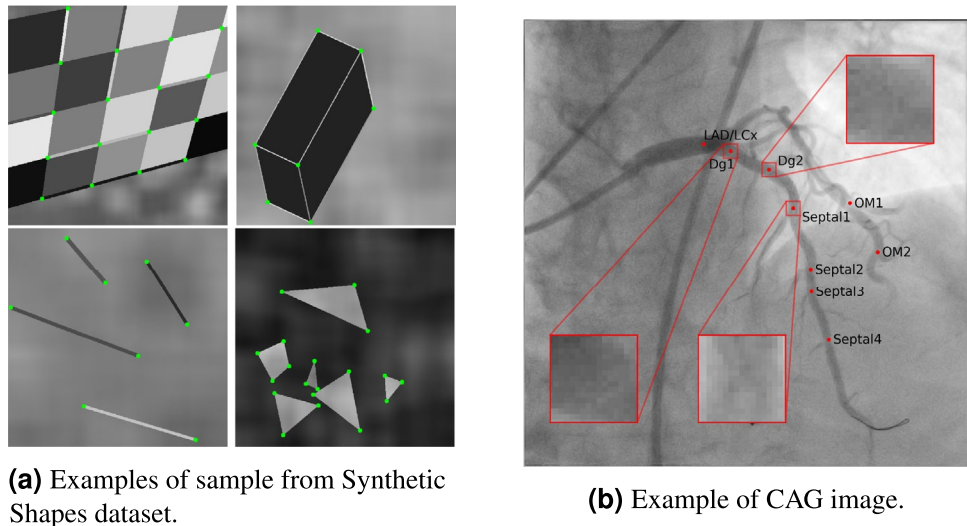 LAD/LCx
Dg1
Dg2
Septal1
OM1
OM2
Septal2
Septal3
Septal4
(a) Examples of sample from Synthetic
Shapes dataset.
(b) Example of CAG image.